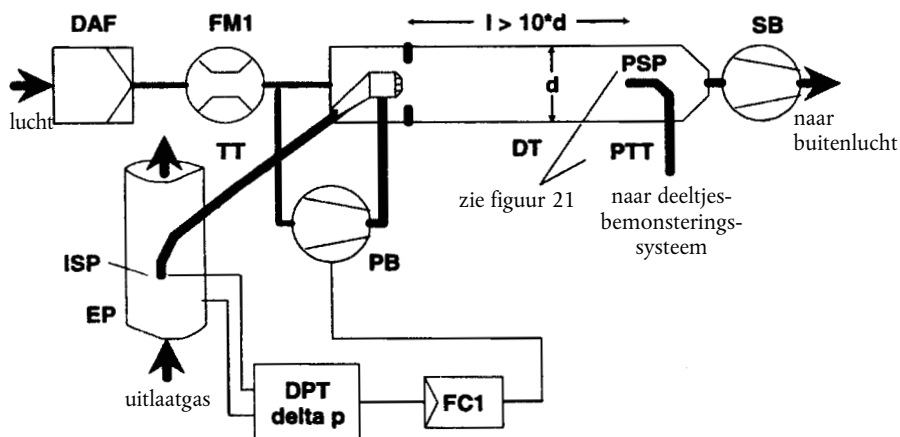 DAF
FM1
l > 10*d
SB
lucht
d
PSP
naar
buitenlucht
TT
DT
PTT
zie figuur 21
naar deeltjes-
bemonsterings-
systeem
ISP
PB
EP
uitlaatgas
DPT
delta p
FC1